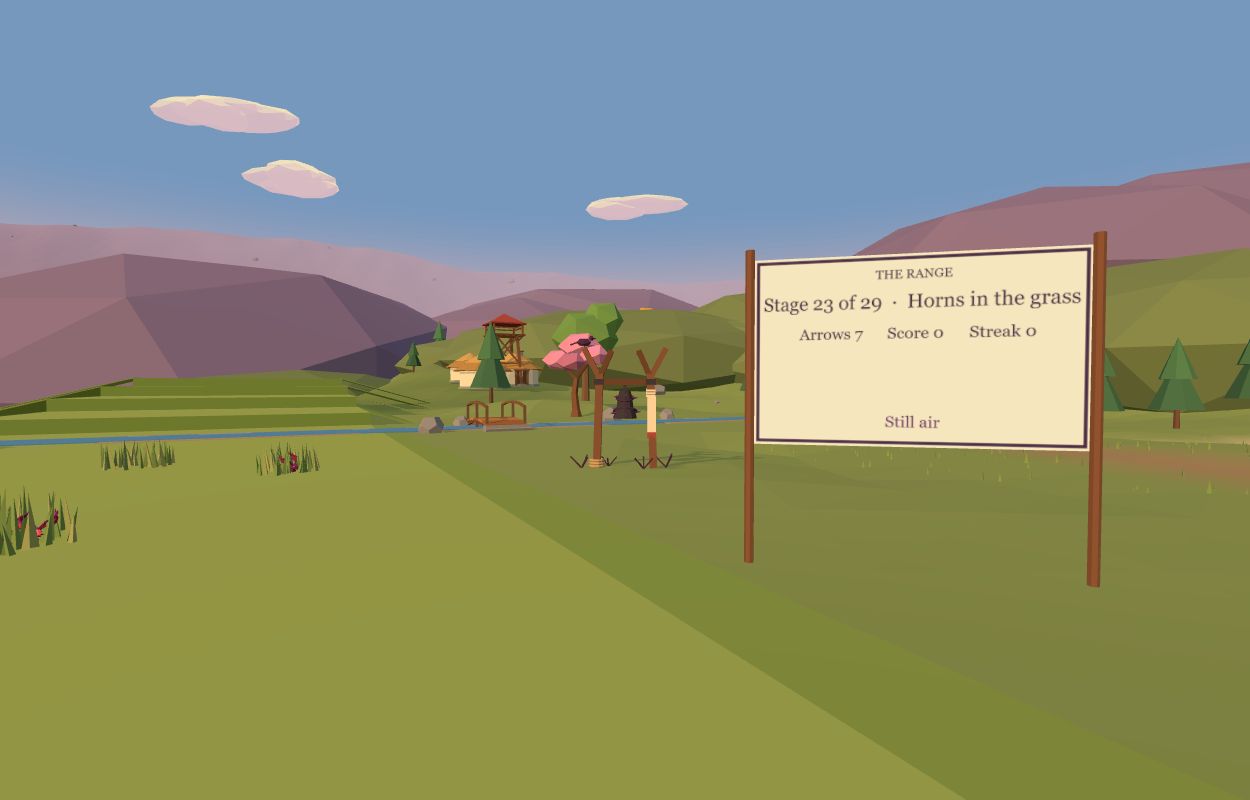 THE RANGE
Stage 23 of 29 · Horns in the grass
Arrows 7 Score 0 Streak 0
Still air